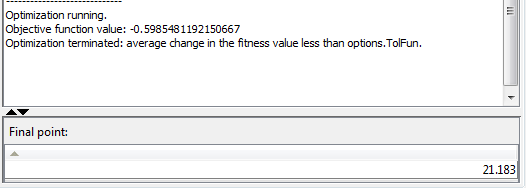 Optimization running.
Objective function value: -0.5985481192150667
Optimization terminated: average change in the fitness value less than options.TolFun.
Final point:
21.183